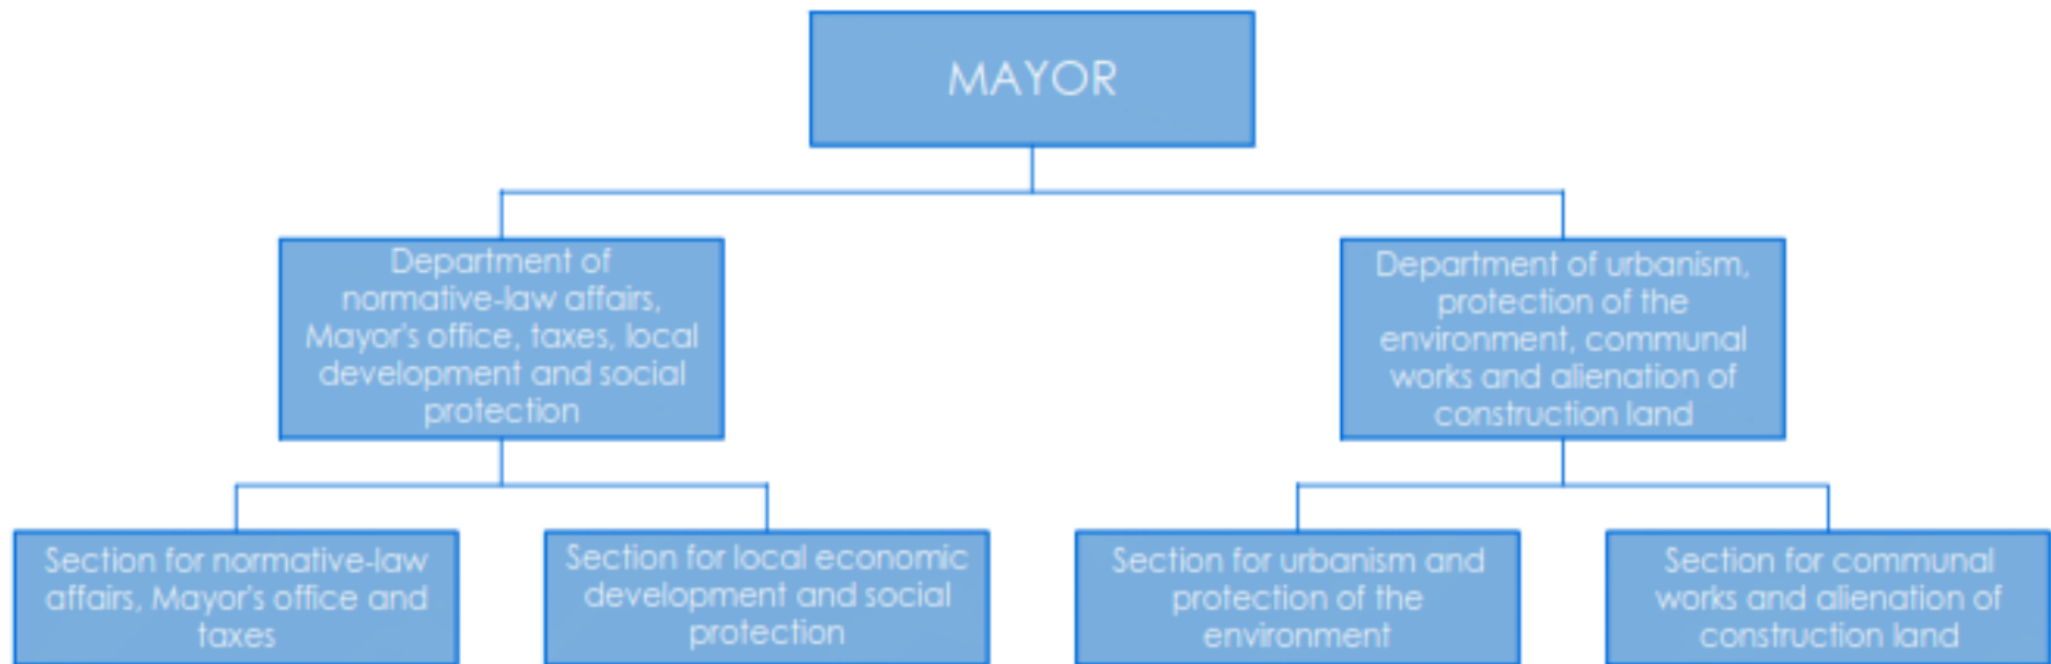 MAYOR
Department of
normative-law affairs,
Mayor's office, taxes, local
development and social
protection
Department of urbanism,
protection of the
environment, communal
works and alienation of
construction land
Section for normative-law
affairs, Mayor's office and
taxes
Section for local economic
development and social
protection
Section for urbanism and
protection of the
environment
Section for communal
works and alienation of
construction land